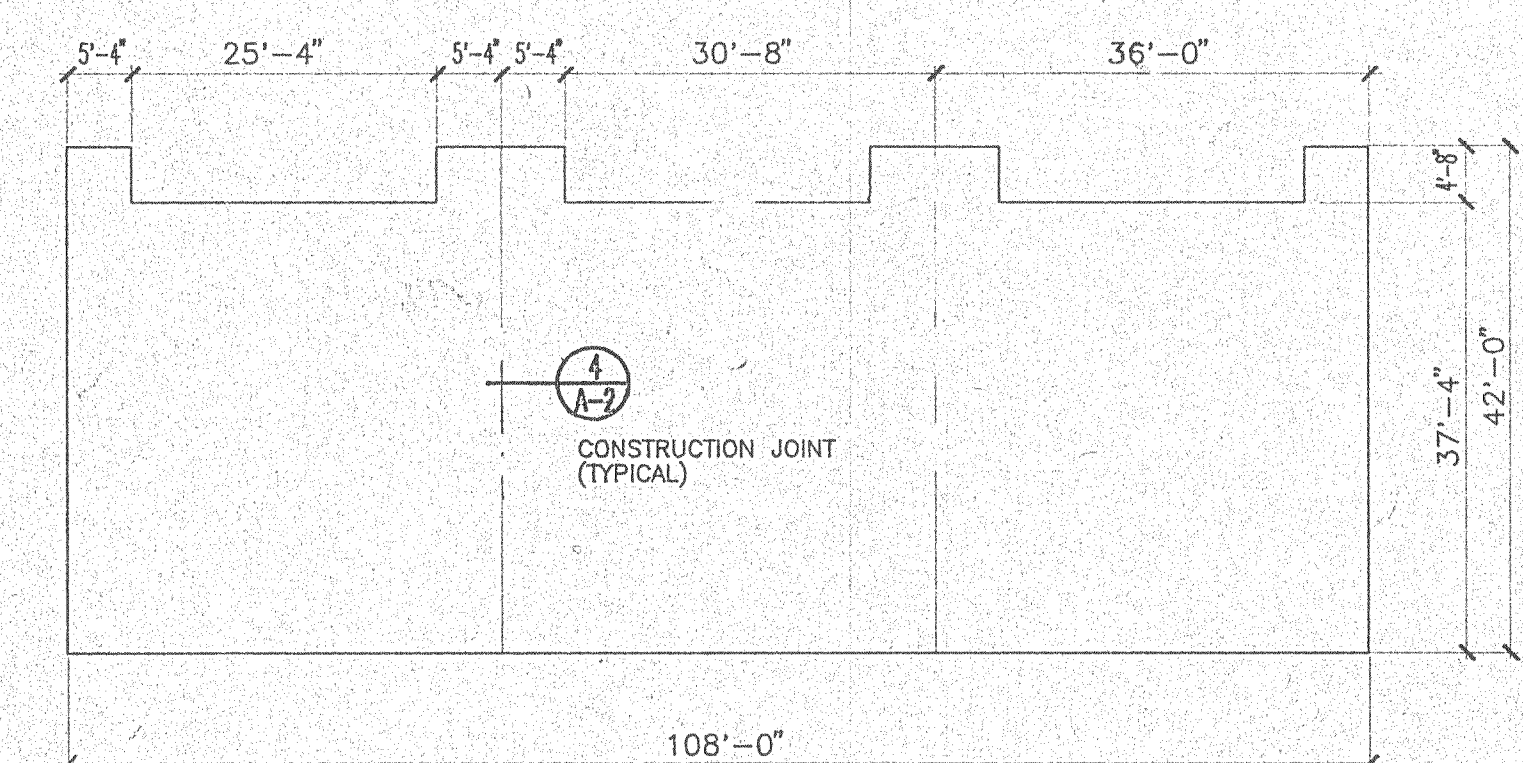 5'-4" 25'-4" 5'-4" 5'-4" 30'-8" 36'-0"
4'-8"
42'-0"
37'-4"
4
A-2
CONSTRUCTION JOINT
(TYPICAL)
108'-0"